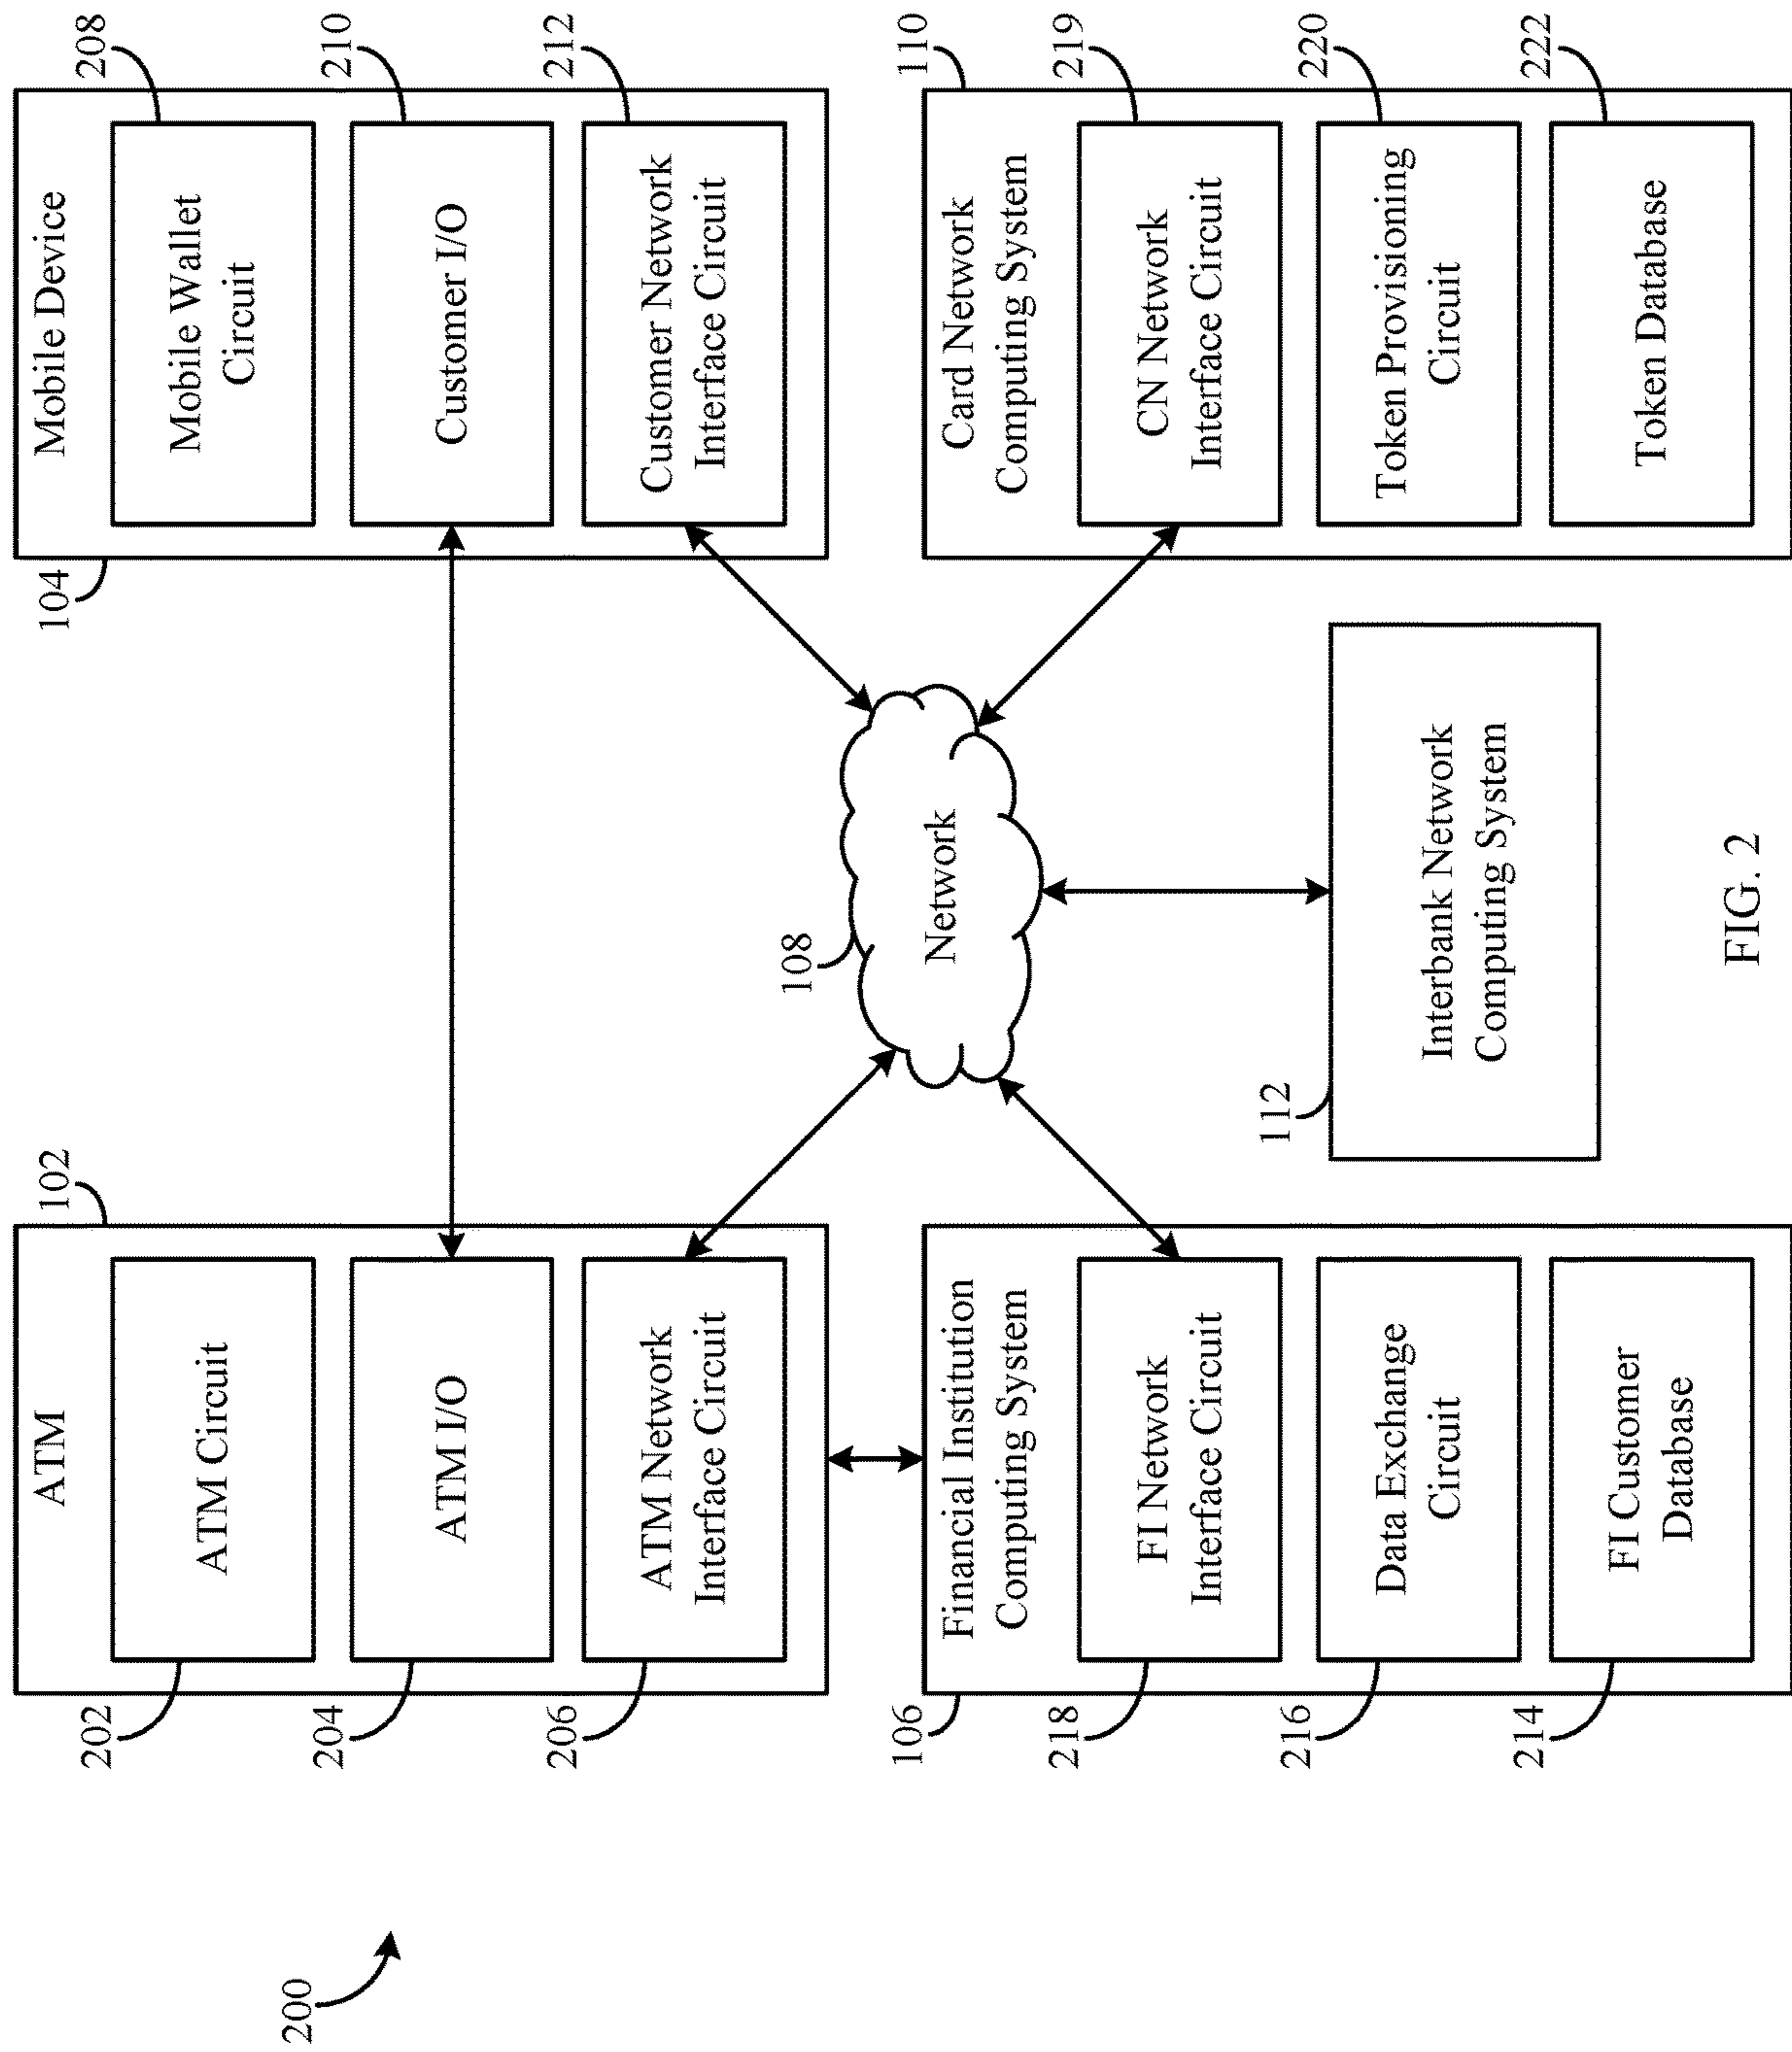 200
102
ATM
202
ATM Circuit
204
ATM I/O
206
ATM Network
Interface Circuit
104
Mobile Device
208
Mobile Wallet
Circuit
210
Customer I/O
212
Customer Network
Interface Circuit
108
Network
106
Financial Institution
Computing System
218
FI Network
Interface Circuit
216
Data Exchange
Circuit
214
FI Customer
Database
112
Interbank Network
Computing System
110
Card Network
Computing System
219
CN Network
Interface Circuit
220
Token Provisioning
Circuit
222
Token Database
FIG. 2